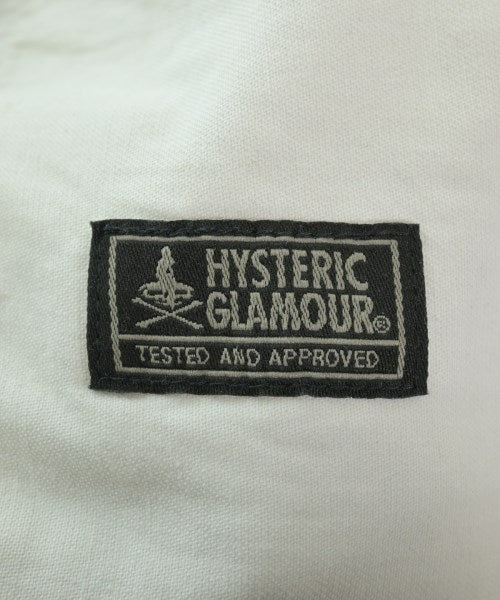 HYSTERIC
GLAMOUR®
TESTED AND APPROVED